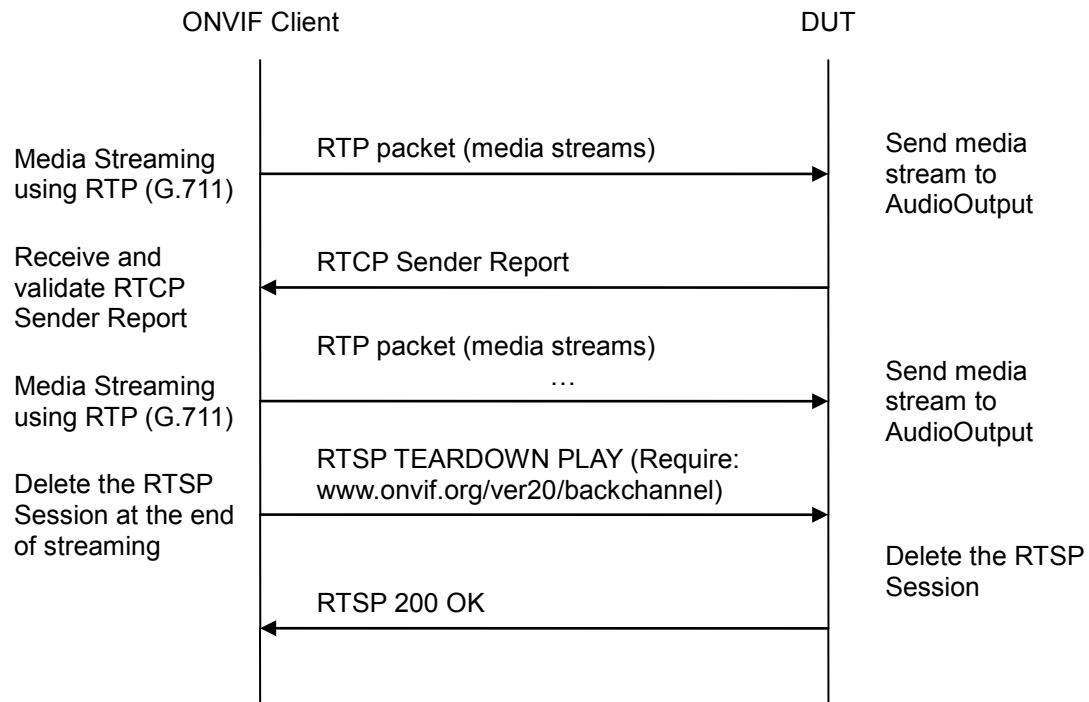 ONVIF Client
DUT
Media Streaming
using RTP (G.711)
RTP packet (media streams)
Send media
stream to
AudioOutput
Receive and
validate RTCP
Sender Report
RTCP Sender Report
Media Streaming
using RTP (G.711)
RTP packet (media streams)
…
Send media
stream to
AudioOutput
Delete the RTSP
Session at the end
of streaming
RTSP TEARDOWN PLAY (Require:
www.onvif.org/ver20/backchannel)
Delete the RTSP
Session
RTSP 200 OK